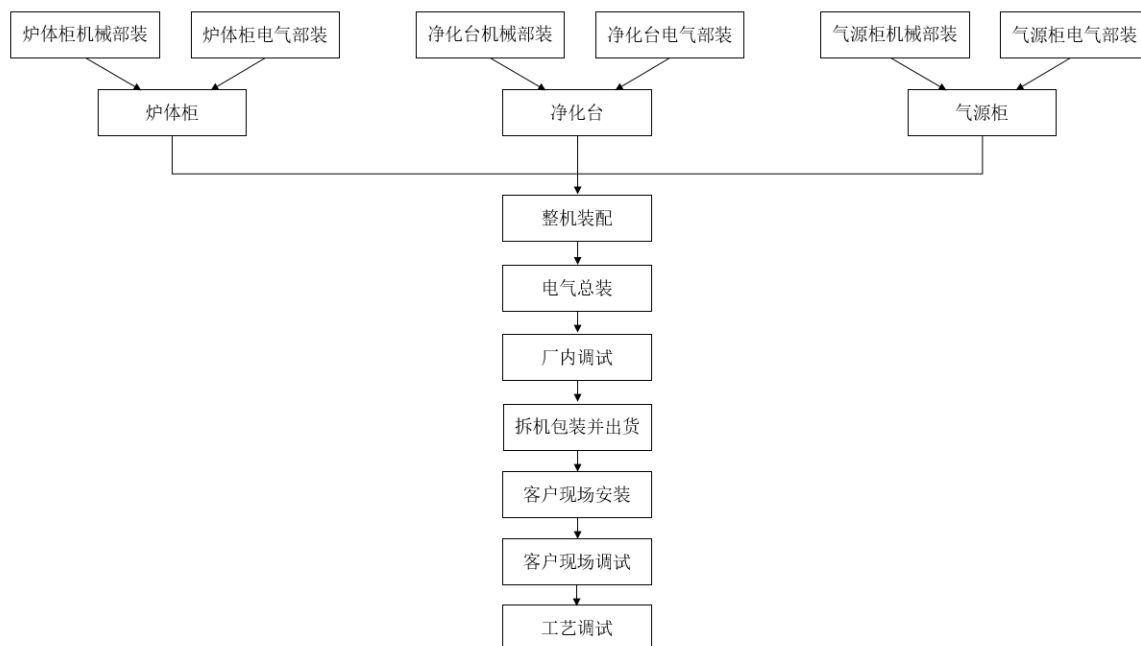 炉体柜机械部装
炉体柜电气部装
净化台机械部装
净化台电气部装
气源柜机械部装
气源柜电气部装
炉体柜
净化台
气源柜
整机装配
电气总装
厂内调试
拆机包装并出货
客户现场安装
客户现场调试
工艺调试